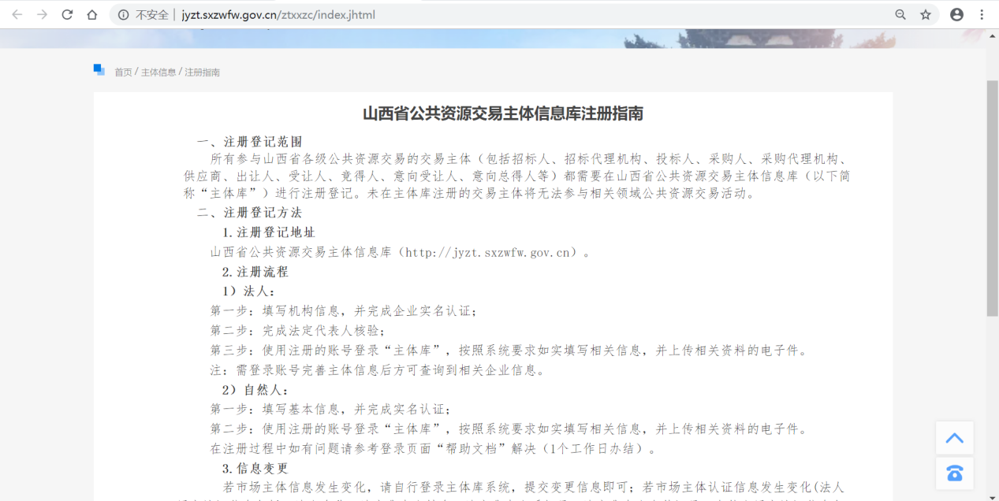 不安全 | jyzt.sxzwfw.gov.cn/ztxxzc/index.jhtml
首页 / 主体信息 / 注册指南
山西省公共资源交易主体信息库注册指南
一、注册登记范围
所有参与山西省各级公共资源交易的交易主体（包括招标人、招标代理机构、投标人、采购人、采购代理机构、
供应商、出让人、受让人、竞得人、意向受让人、意向总得人等）都需要在山西省公共资源交易主体信息库（以下简
称“主体库”）进行注册登记。未在主体库注册的交易主体将无法参与相关领域公共资源交易活动。
二、注册登记方法
1.注册登记地址
山西省公共资源交易主体信息库（http://jyzt.sxzwfw.gov.cn）。
2.注册流程
1）法人：
第一步：填写机构信息，并完成企业实名认证；
第二步：完成法定代表人核验；
第三步：使用注册的账号登录“主体库”，按照系统要求如实填写相关信息，并上传相关资料的电子件。
注：需登录账号完善主体信息后方可查询到相关企业信息。
2）自然人：
第一步：填写基本信息，并完成实名认证；
第二步：使用注册的账号登录“主体库”，按照系统要求如实填写相关信息，并上传相关资料的电子件。
在注册过程中如有问题请参考登录页面“帮助文档”解决（1个工作日办结）。
3.信息变更
若市场主体信息发生变化，请自行登录主体库系统，提交变更信息即可；若市场主体认证信息发生变化(法人